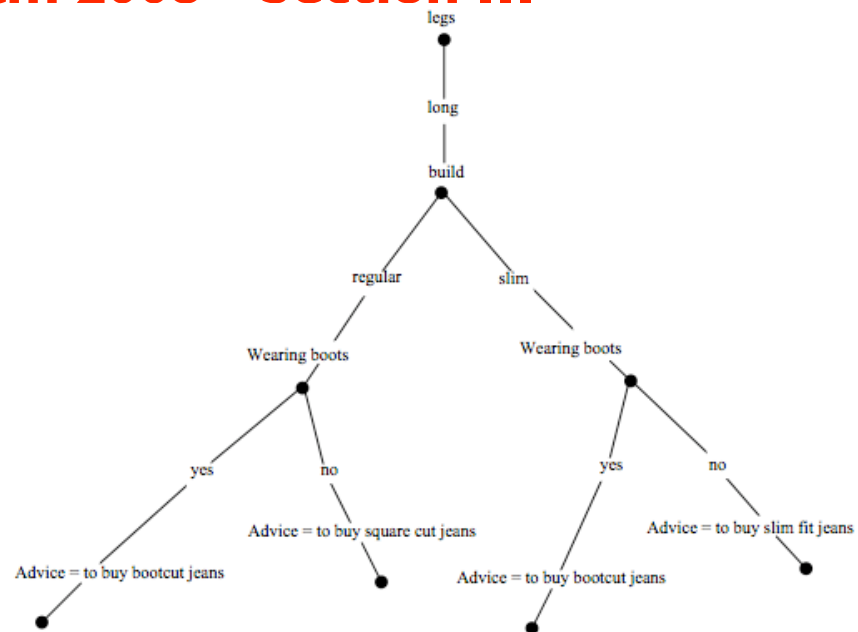 2005
legs
long
build
regular
slim
Wearing boots
Wearing boots
yes
no
yes
no
Advice = to buy square cut jeans
Advice = to buy slim fit jeans
Advice = to buy bootcut jeans
Advice = to buy bootcut jeans